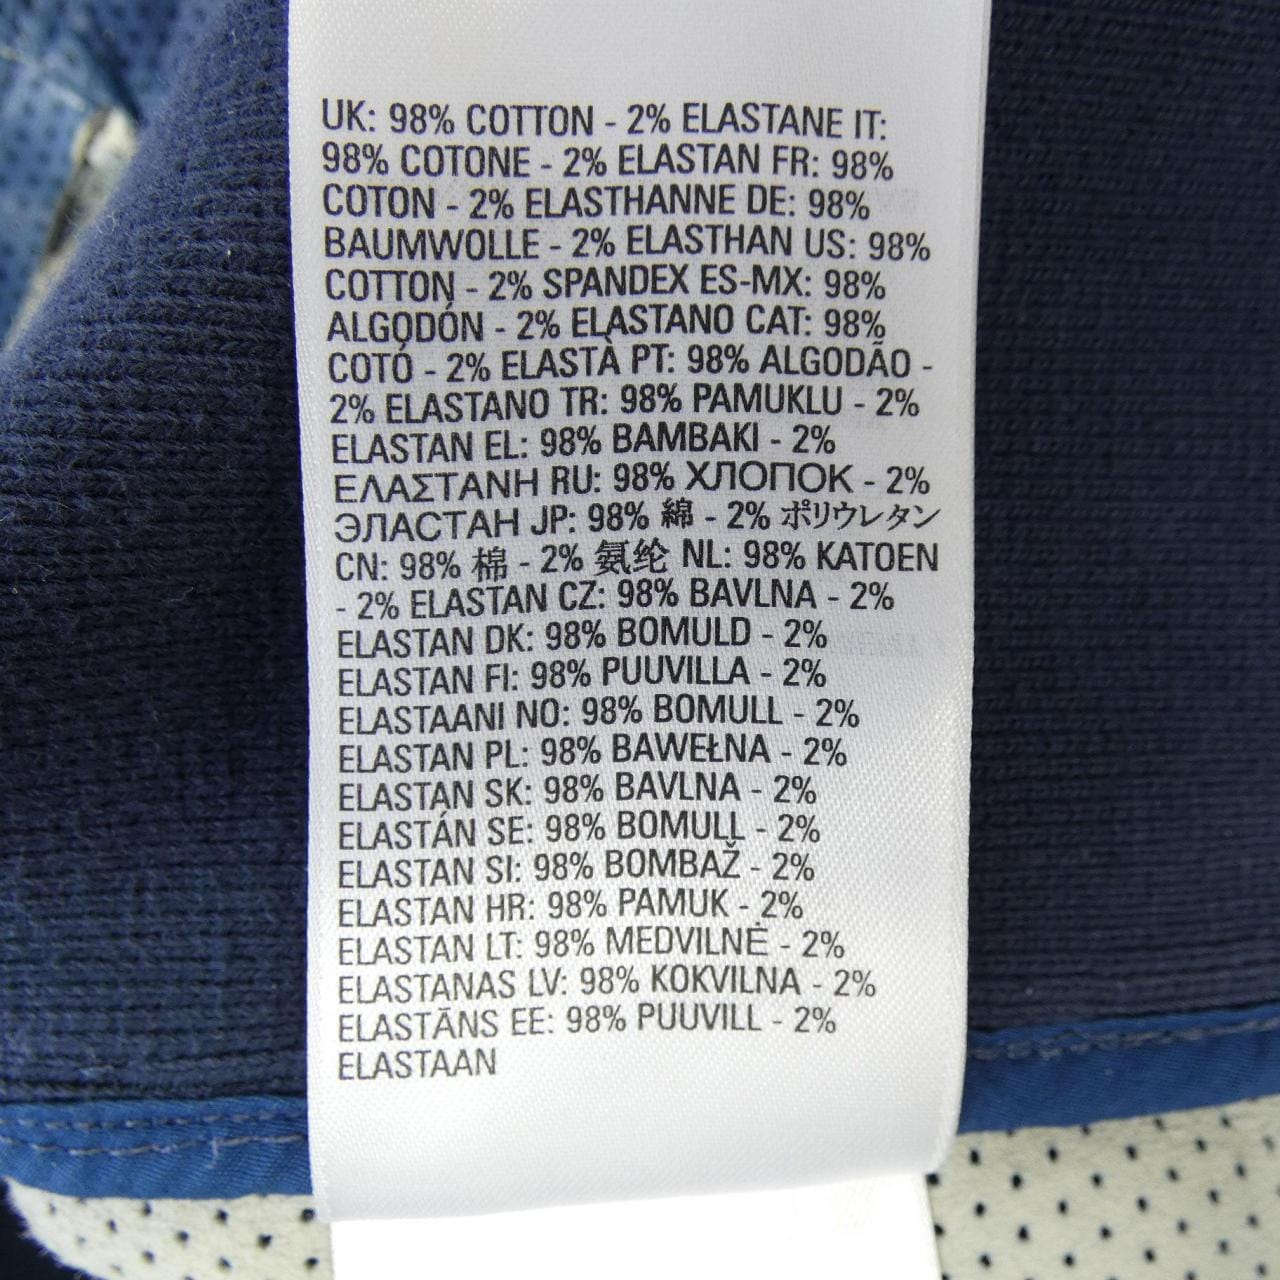 UK: 98% COTTON - 2% ELASTANE IT:
98% COTONE - 2% ELASTAN FR: 98%
COTON - 2% ELASTHANNE DE: 98%
BAUMWOLLE - 2% ELASTHAN US: 98%
COTTON - 2% SPANDEX ES-MX: 98%
ALGODÓN - 2% ELASTANO CAT: 98%
COTÓ - 2% ELASTÀ PT: 98% ALGODÃO -
2% ELASTANO TR: 98% PAMUKLU - 2%
ELASTAN EL: 98% BAMBAKI - 2%
ΕΛΑΣΤΑΝΗ RU: 98% ХЛОПОК - 2%
ЭЛАСТАН JP: 98% 綿 - 2% ポリウレタン
CN: 98% 棉 - 2% 氨纶 NL: 98% KATOEN
- 2% ELASTAN CZ: 98% BAVLNA - 2%
ELASTAN DK: 98% BOMULD - 2%
ELASTAN FI: 98% PUUVILLA - 2%
ELASTAANI NO: 98% BOMULL - 2%
ELASTAN PL: 98% BAWEŁNA - 2%
ELASTAN SK: 98% BAVLNA - 2%
ELASTÁN SE: 98% BOMULL - 2%
ELASTAN SI: 98% BOMBAŽ - 2%
ELASTAN HR: 98% PAMUK - 2%
ELASTAN LT: 98% MEDVILNĖ - 2%
ELASTANAS LV: 98% KOKVILNA - 2%
ELASTĀNS EE: 98% PUUVILL - 2%
ELASTAAN